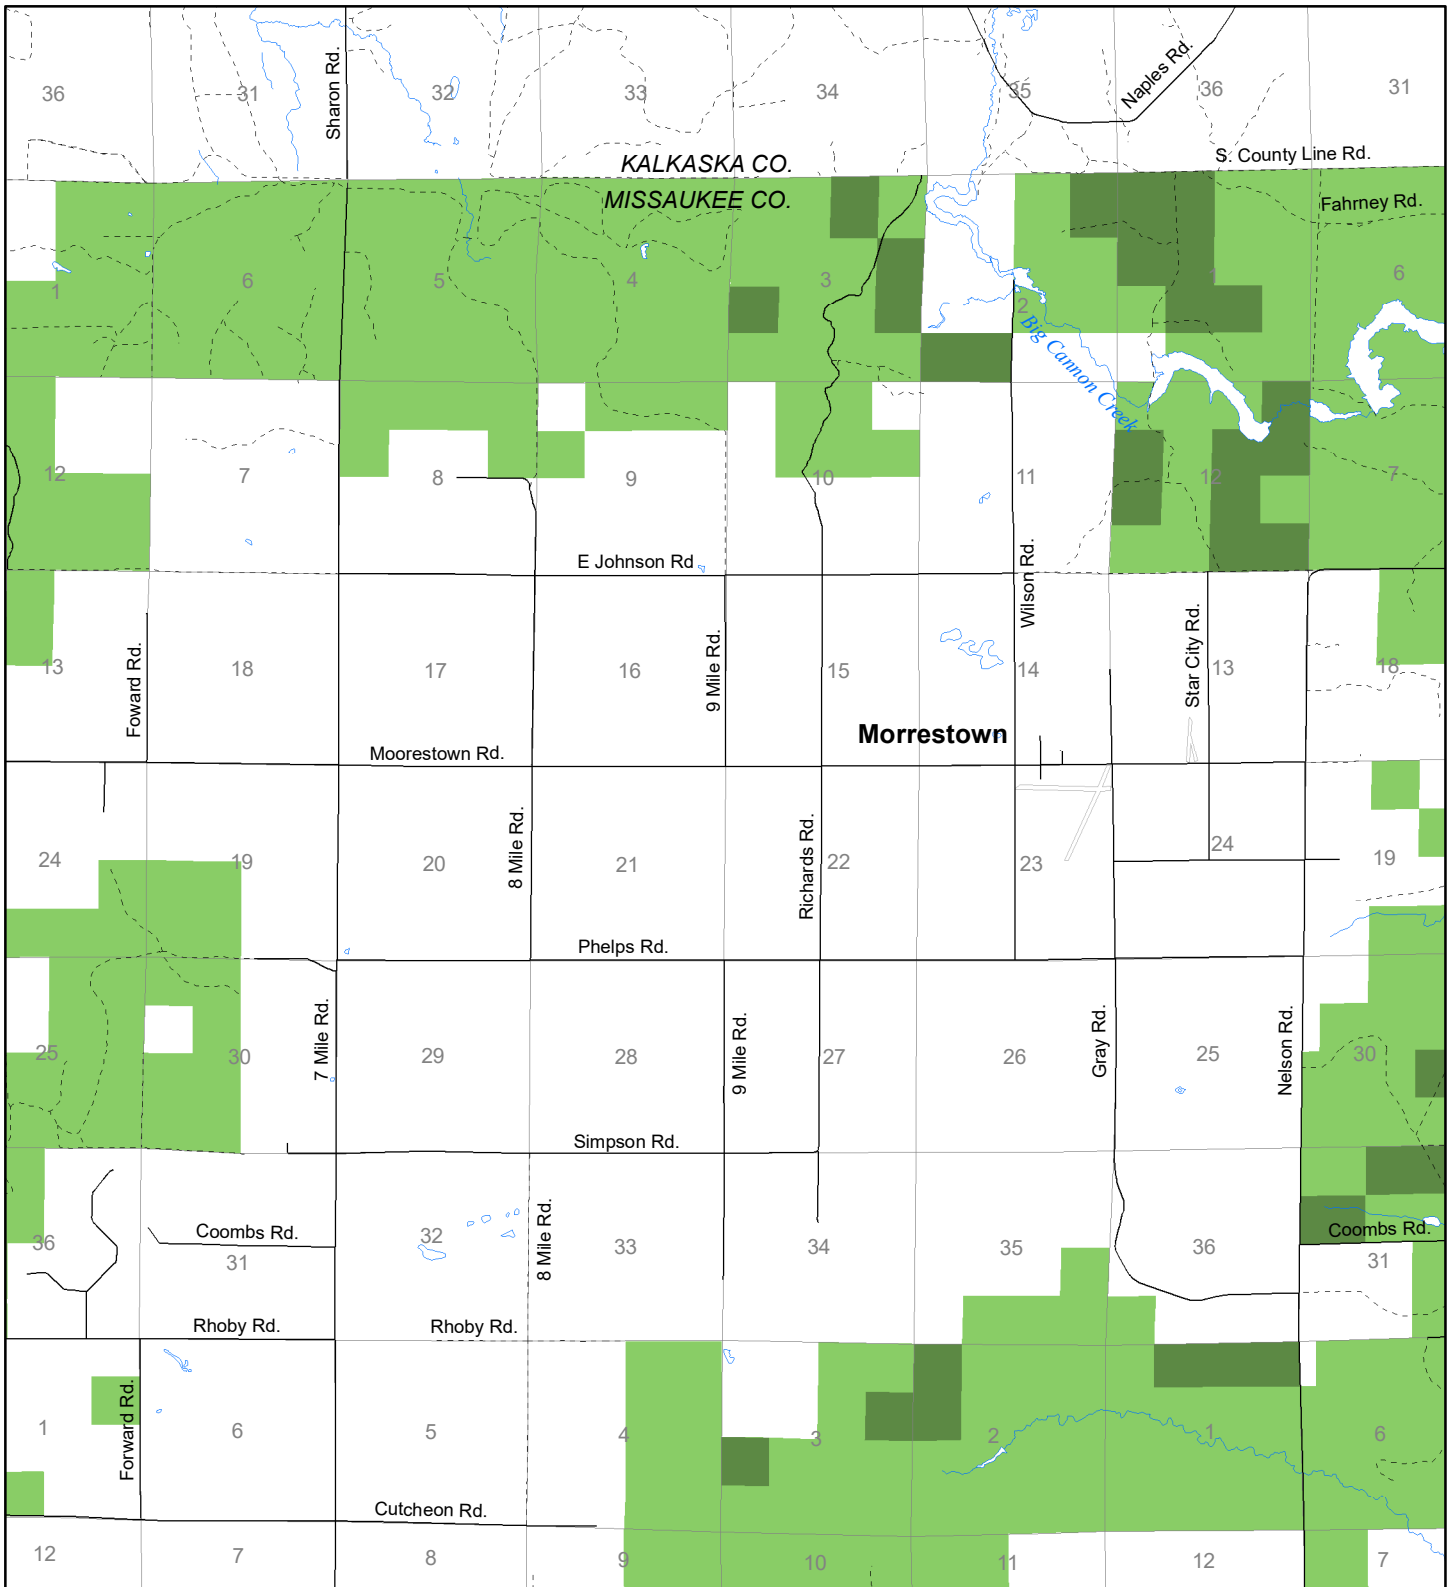 36
31
Sharon Rd.
32
33
34
35
Naples Rd.
36
31
KALKASKA CO.
S. County Line Rd.
MISSAUKEE CO.
Fahrney Rd.
1
6
5
4
3
2
1
6
Big Cannon Creek
12
7
8
9
10
11
12
7
E Johnson Rd
Wilson Rd.
13
Foward Rd.
18
17
16
9 Mile Rd.
15
14
Star City Rd.
13
18
Morrestown
Moorestown Rd.
24
19
20
8 Mile Rd.
21
Richards Rd.
22
23
24
19
Phelps Rd.
25
30
7 Mile Rd.
29
28
9 Mile Rd.
27
26
Gray Rd.
25
Nelson Rd.
30
Simpson Rd.
36
Coombs Rd.
31
32
8 Mile Rd.
33
34
35
36
Coombs Rd.
31
Rhoby Rd.
Rhoby Rd.
1
Forward Rd.
6
5
4
3
2
1
6
Cutcheon Rd.
12
7
8
9
10
11
12
7